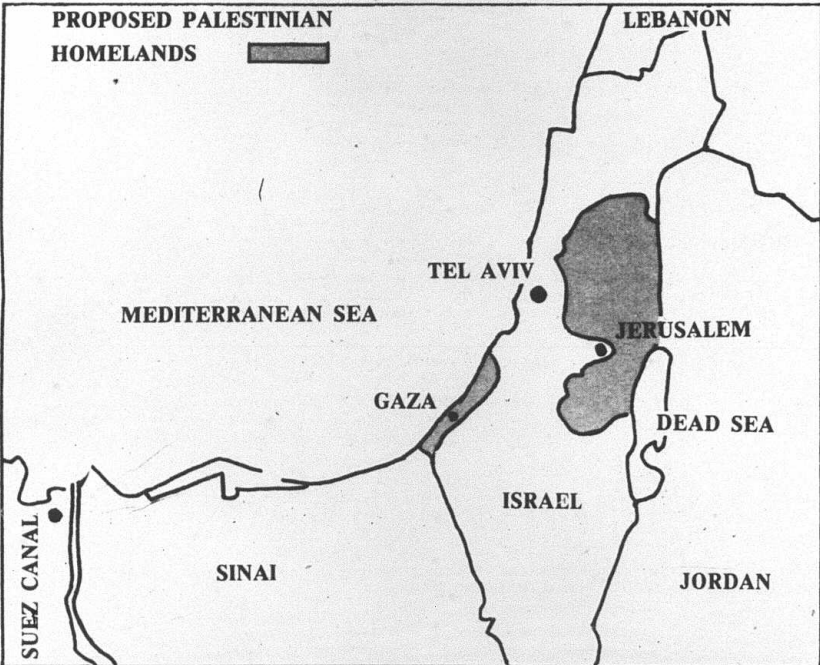 PROPOSED PALESTINIAN
HOMELANDS
LEBANON
TEL AVIV
MEDITERRANEAN SEA
JERUSALEM
GAZA
DEAD SEA
ISRAEL
SUEZ CANAL
SINAI
JORDAN